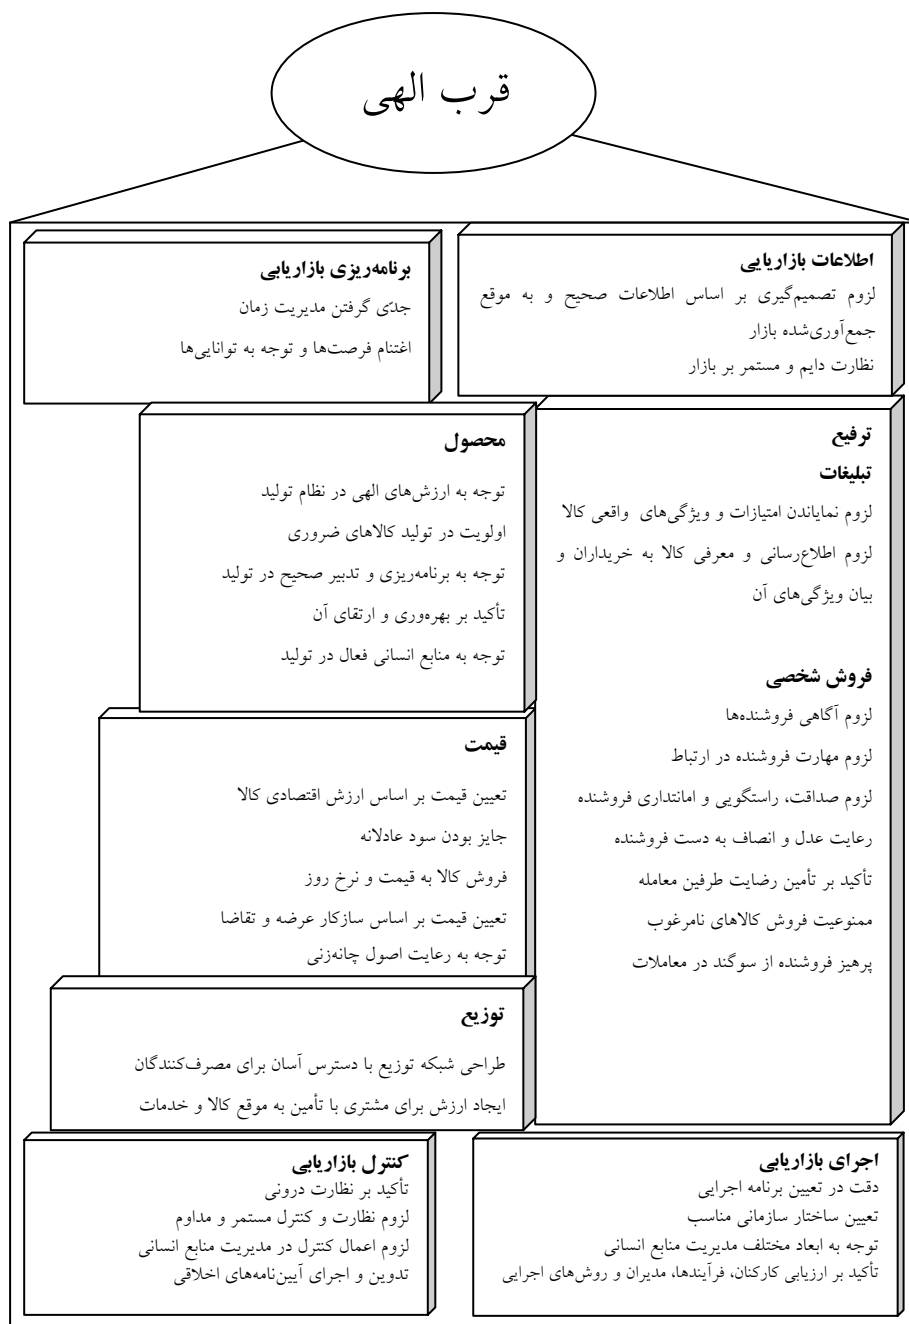 قرب الهی
اطلاعات بازاریایی
لزوم تصمیم‌گیری بر اساس اطلاعات صحیح و به موقع
جمع‌آوری‌شده بازار
نظارت دایم و مستمر بر بازار
برنامه‌ریزی بازاریابی
جدّی گرفتن مدیریت زمان
اغتنام فرصت‌ها و توجه به توانایی‌ها
ترفیع
تبلیغات
لزوم نمایاندن امتیازات و ویژگی‌های واقعی کالا
لزوم اطلاع‌رسانی و معرفی کالا به خریداران و
بیان ویژگی‌های آن
فروش شخصی
لزوم آگاهی فروشنده‌ها
لزوم مهارت فروشنده در ارتباط
لزوم صداقت، راستگویی و امانتداری فروشنده
رعایت عدل و انصاف به دست فروشنده
تأکید بر تأمین رضایت طرفین معامله
ممنوعیت فروش کالاهای نامرغوب
پرهیز فروشنده از سوگند در معاملات
محصول
توجه به ارزش‌های الهی در نظام تولید
اولویت در تولید کالاهای ضروری
توجه به برنامه‌ریزی و تدبیر صحیح در تولید
تأکید بر بهره‌وری و ارتقای آن
توجه به منابع انسانی فعال در تولید
قیمت
تعیین قیمت بر اساس ارزش اقتصادی کالا
جایز بودن سود عادلانه
فروش کالا به قیمت و نرخ روز
تعیین قیمت بر اساس سازکار عرضه و تقاضا
توجه به رعایت اصول چانه‌زنی
توزیع
طراحی شبکه توزیع با دسترس آسان برای مصرف‌کنندگان
ایجاد ارزش برای مشتری با تأمین به موقع کالا و خدمات
اجرای بازاریابی
دقت در تعیین برنامه اجرایی
تعیین ساختار سازمانی مناسب
توجه به ابعاد مختلف مدیریت منابع انسانی
تأکید بر ارزیابی کارکنان، فرآیندها، مدیران و روش‌های اجرایی
کنترل بازاریابی
تأکید بر نظارت درونی
لزوم نظارت و کنترل مستمر و مداوم
لزوم اعمال کنترل در مدیریت منابع انسانی
تدوین و اجرای آیین‌نامه‌های اخلاقی